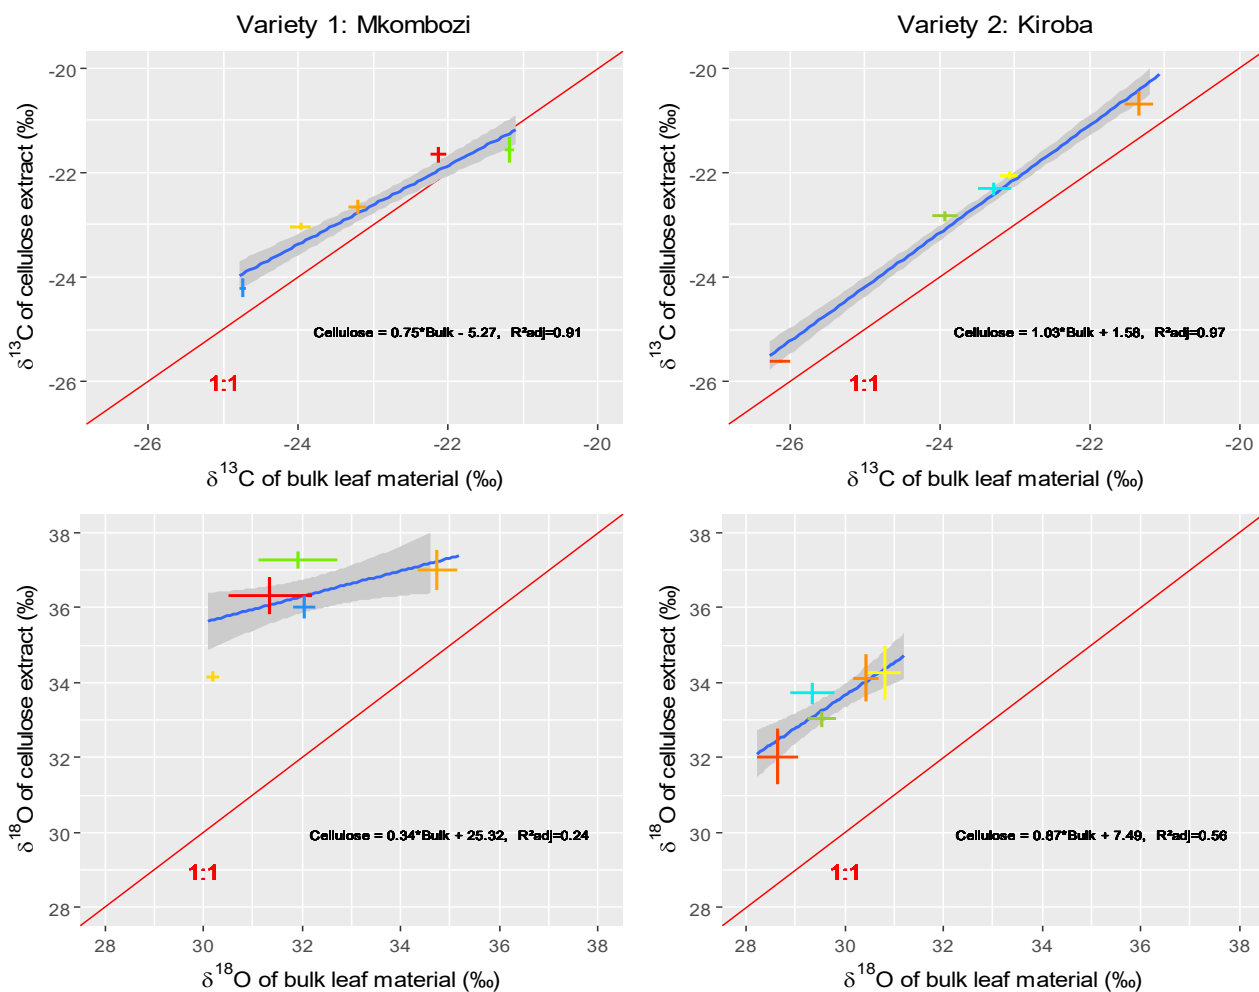 Variety 1: Mkombozi
Variety 2: Kiroba
δ¹³C of cellulose extract (‰)
-20
-22
-24
-26
Cellulose = 0.75*Bulk - 5.27, R²adj=0.91
1:1
-26 -24 -22 -20
δ¹³C of bulk leaf material (‰)
δ¹³C of cellulose extract (‰)
-20
-22
-24
-26
Cellulose = 1.03*Bulk + 1.58, R²adj=0.97
1:1
-26 -24 -22 -20
δ¹³C of bulk leaf material (‰)
δ¹⁸O of cellulose extract (‰)
38
36
34
32
30
28
Cellulose = 0.34*Bulk + 25.32, R²adj=0.24
1:1
28 30 32 34 36 38
δ¹⁸O of bulk leaf material (‰)
δ¹⁸O of cellulose extract (‰)
38
36
34
32
30
28
Cellulose = 0.87*Bulk + 7.49, R²adj=0.56
1:1
28 30 32 34 36 38
δ¹⁸O of bulk leaf material (‰)